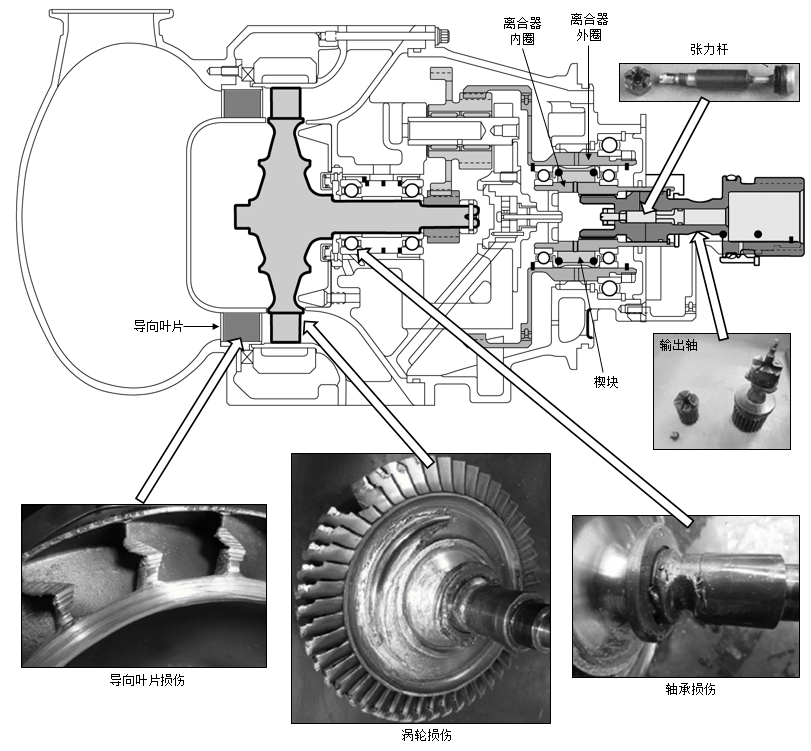 离合器
内圈
离合器
外圈
张力杆
导向叶片
输出轴
楔块
导向叶片损伤
轴承损伤
涡轮损伤